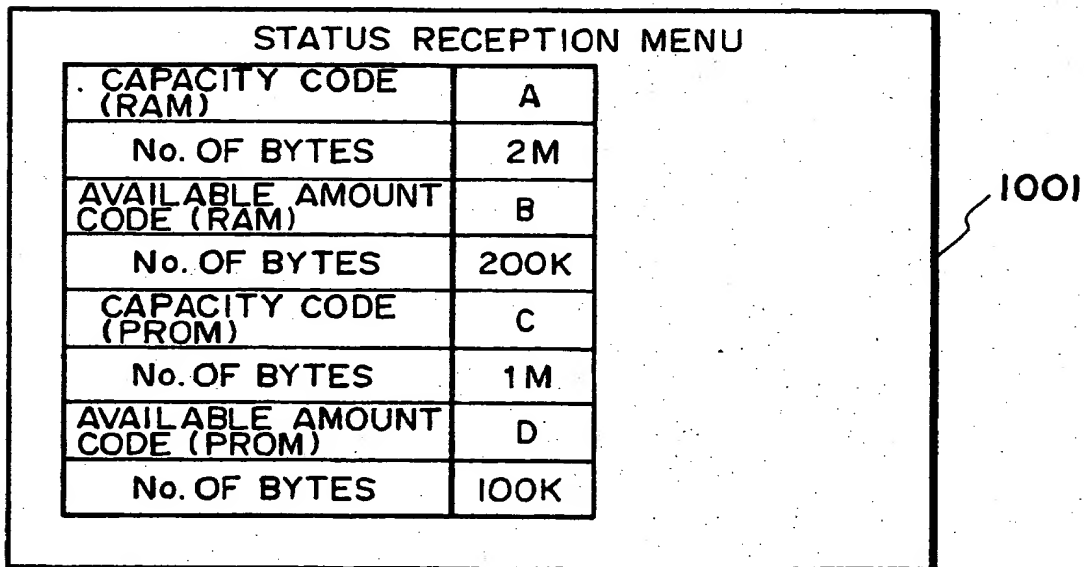 STATUS RECEPTION MENU
CAPACITY CODE
(RAM)
A
No. OF BYTES
2M
AVAILABLE AMOUNT
CODE (RAM)
B
No. OF BYTES
200K
CAPACITY CODE
(PROM)
C
No. OF BYTES
1M
AVAILABLE AMOUNT
CODE (PROM)
D
No. OF BYTES
100K
1001